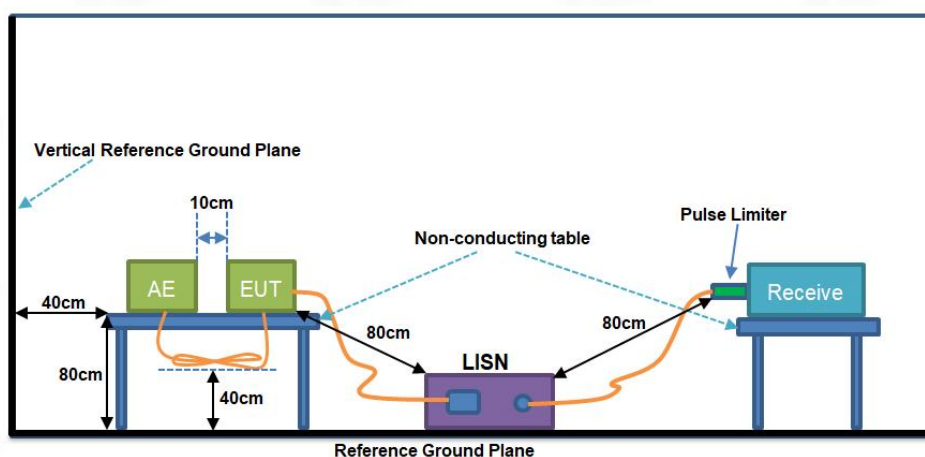 Vertical Reference Ground Plane
10cm
Pulse Limiter
Non-conducting table
AE
EUT
Receive
40cm
80cm
80cm
LISN
80cm
40cm
Reference Ground Plane